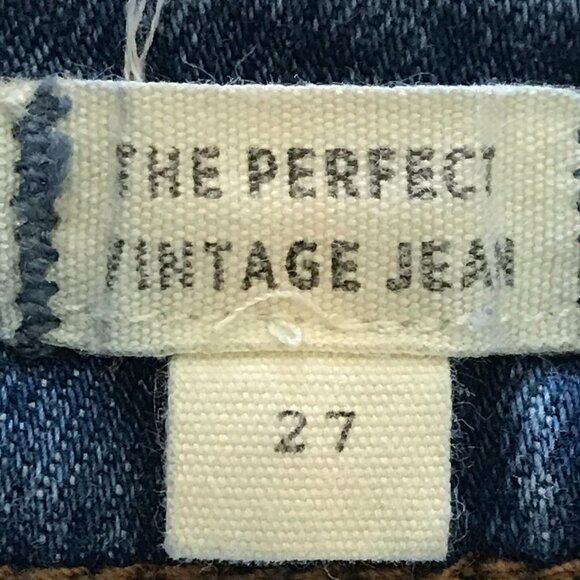 THE PERFECT
VINTAGE JEAN
27